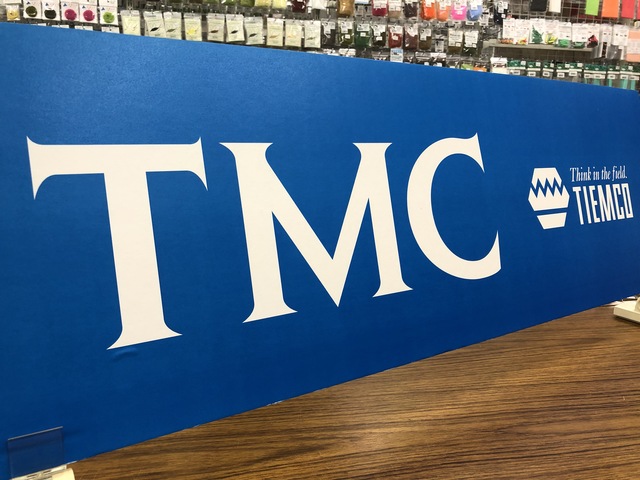 TMC
Think in the field.
TIEMCO